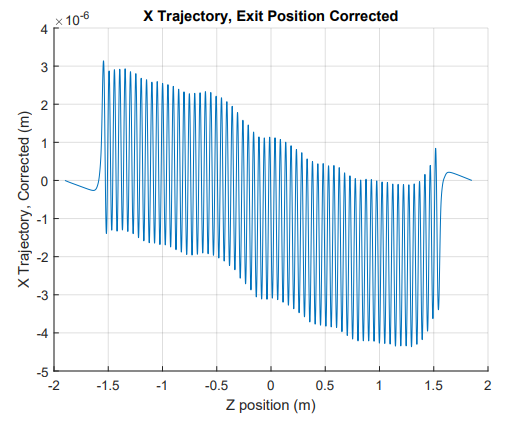 X Trajectory, Exit Position Corrected
×10⁻⁶
4
3
2
1
0
-1
-2
-3
-4
-5
X Trajectory, Corrected (m)
-2 -1.5 -1 -0.5 0 0.5 1 1.5 2
Z position (m)